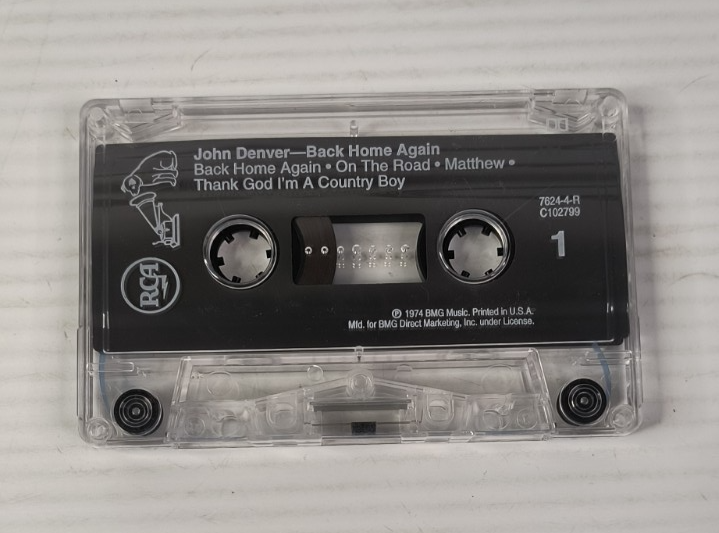 John Denver—Back Home Again
Back Home Again • On The Road • Matthew •
Thank God I'm A Country Boy
7624-4-R
C102799
1
RCA
℗ 1974 BMG Music. Printed in U.S.A.
Mfd. for BMG Direct Marketing, Inc. under License.